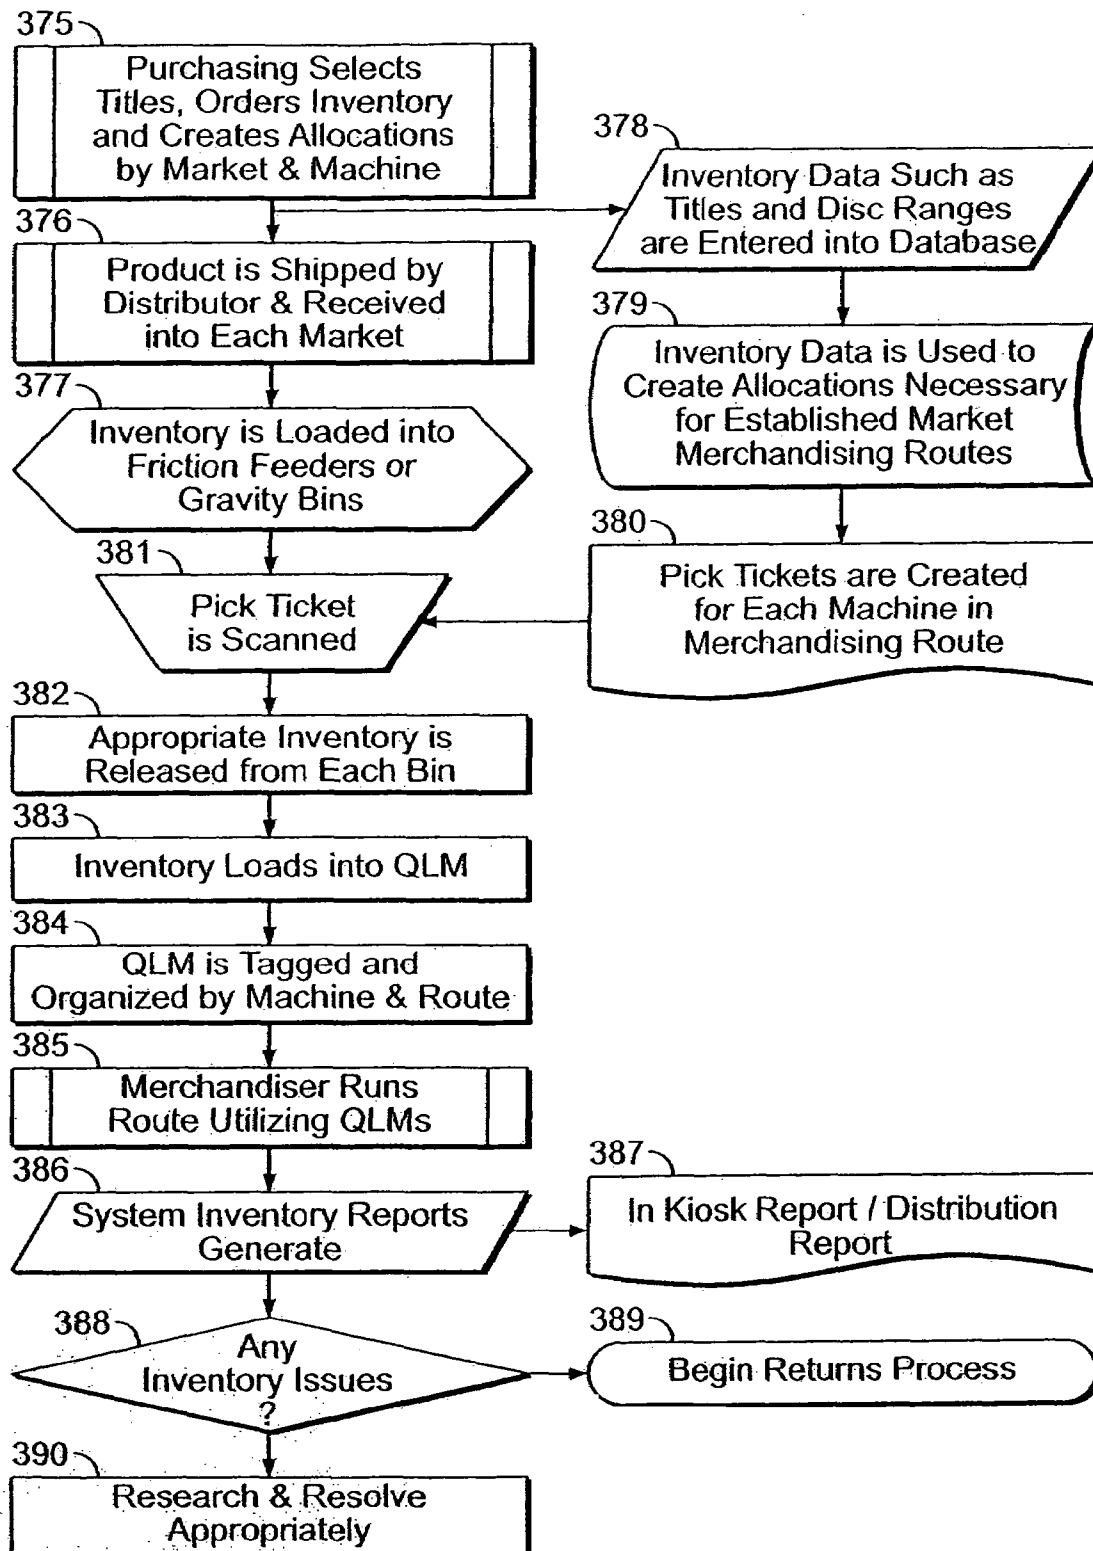 375
Purchasing Selects
Titles, Orders Inventory
and Creates Allocations
by Market & Machine
376
Product is Shipped by
Distributor & Received
into Each Market
377
Inventory is Loaded into
Friction Feeders or
Gravity Bins
378
Inventory Data Such as
Titles and Disc Ranges
are Entered into Database
379
Inventory Data is Used to
Create Allocations Necessary
for Established Market
Merchandising Routes
380
Pick Tickets are Created
for Each Machine in
Merchandising Route
381
Pick Ticket
is Scanned
382
Appropriate Inventory is
Released from Each Bin
383
Inventory Loads into QLM
384
QLM is Tagged and
Organized by Machine & Route
385
Merchandiser Runs
Route Utilizing QLMs
386
System Inventory Reports
Generate
387
In Kiosk Report / Distribution
Report
388
Any
Inventory Issues
?
389
Begin Returns Process
390
Research & Resolve
Appropriately